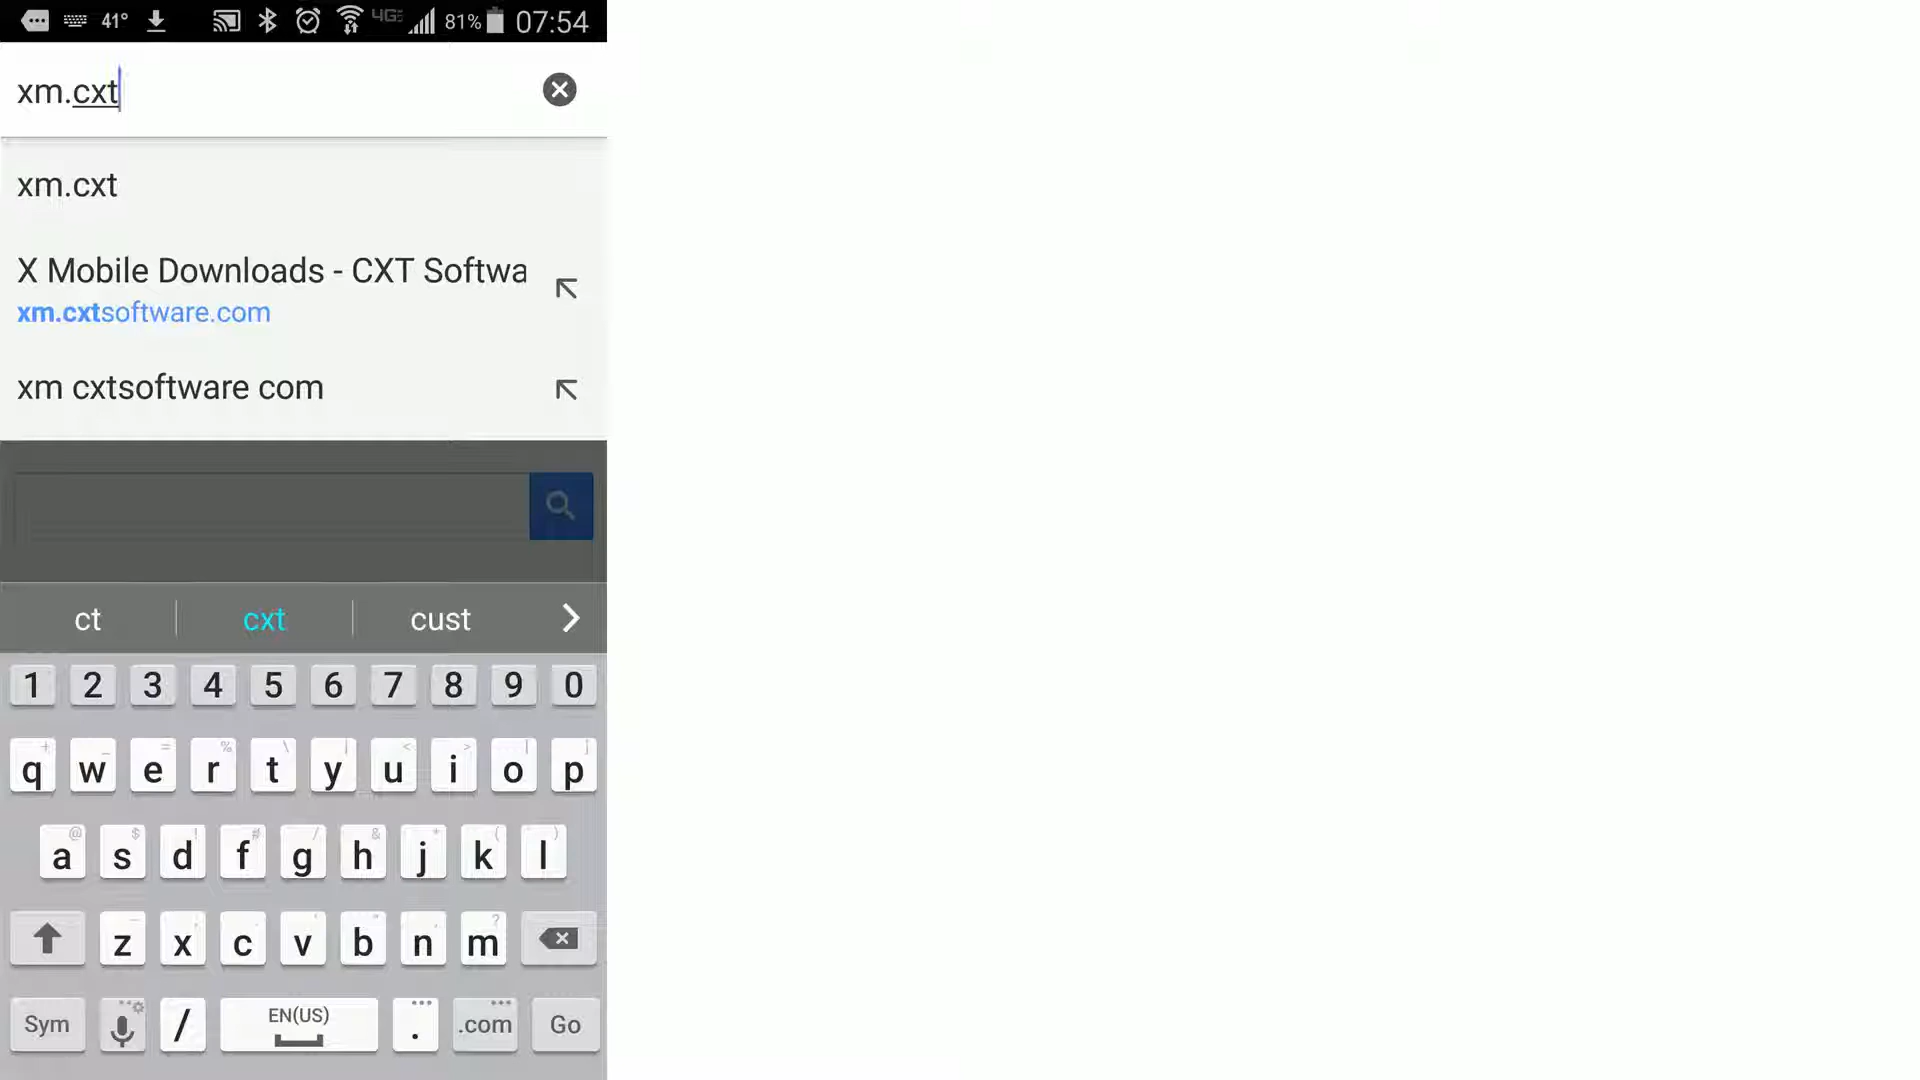 41° 4G 81% 07:54
xm.cxt
xm.cxt
X Mobile Downloads - CXT Softwa
xm.cxtsoftware.com
xm cxtsoftware com
ct cxt cust
1 2 3 4 5 6 7 8 9 0
q w e r t y u i o p
a s d f g h j k l
z x c v b n m
Sym / EN(US) . .com Go